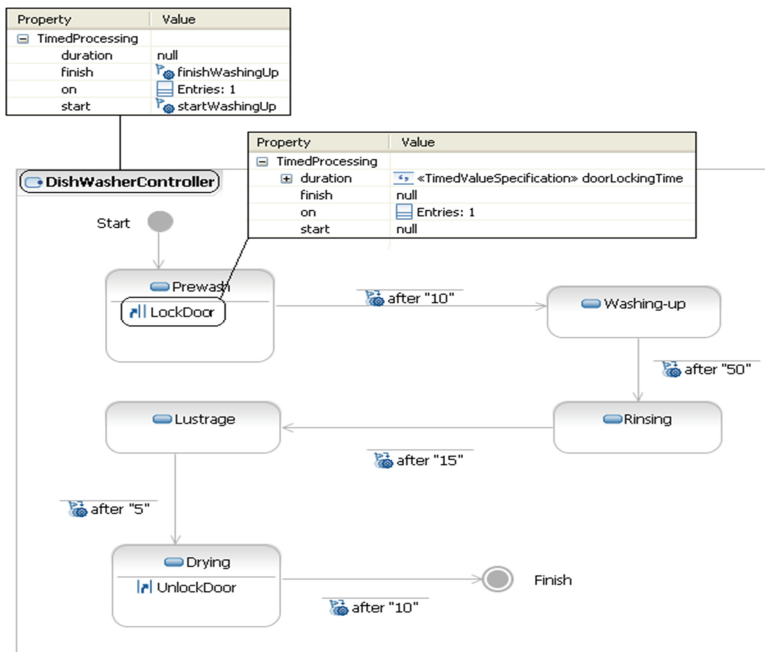 Property Value
TimedProcessing
duration null
finish finishWashingUp
on Entries: 1
start startWashingUp
Property Value
TimedProcessing
duration «TimedValueSpecification» doorLockingTime
finish null
on Entries: 1
start null
DishWasherController
Start
Prewash
LockDoor
after "10"
Washing-up
after "50"
Lustrage
Rinsing
after "15"
after "5"
Drying
UnlockDoor
Finish
after "10"